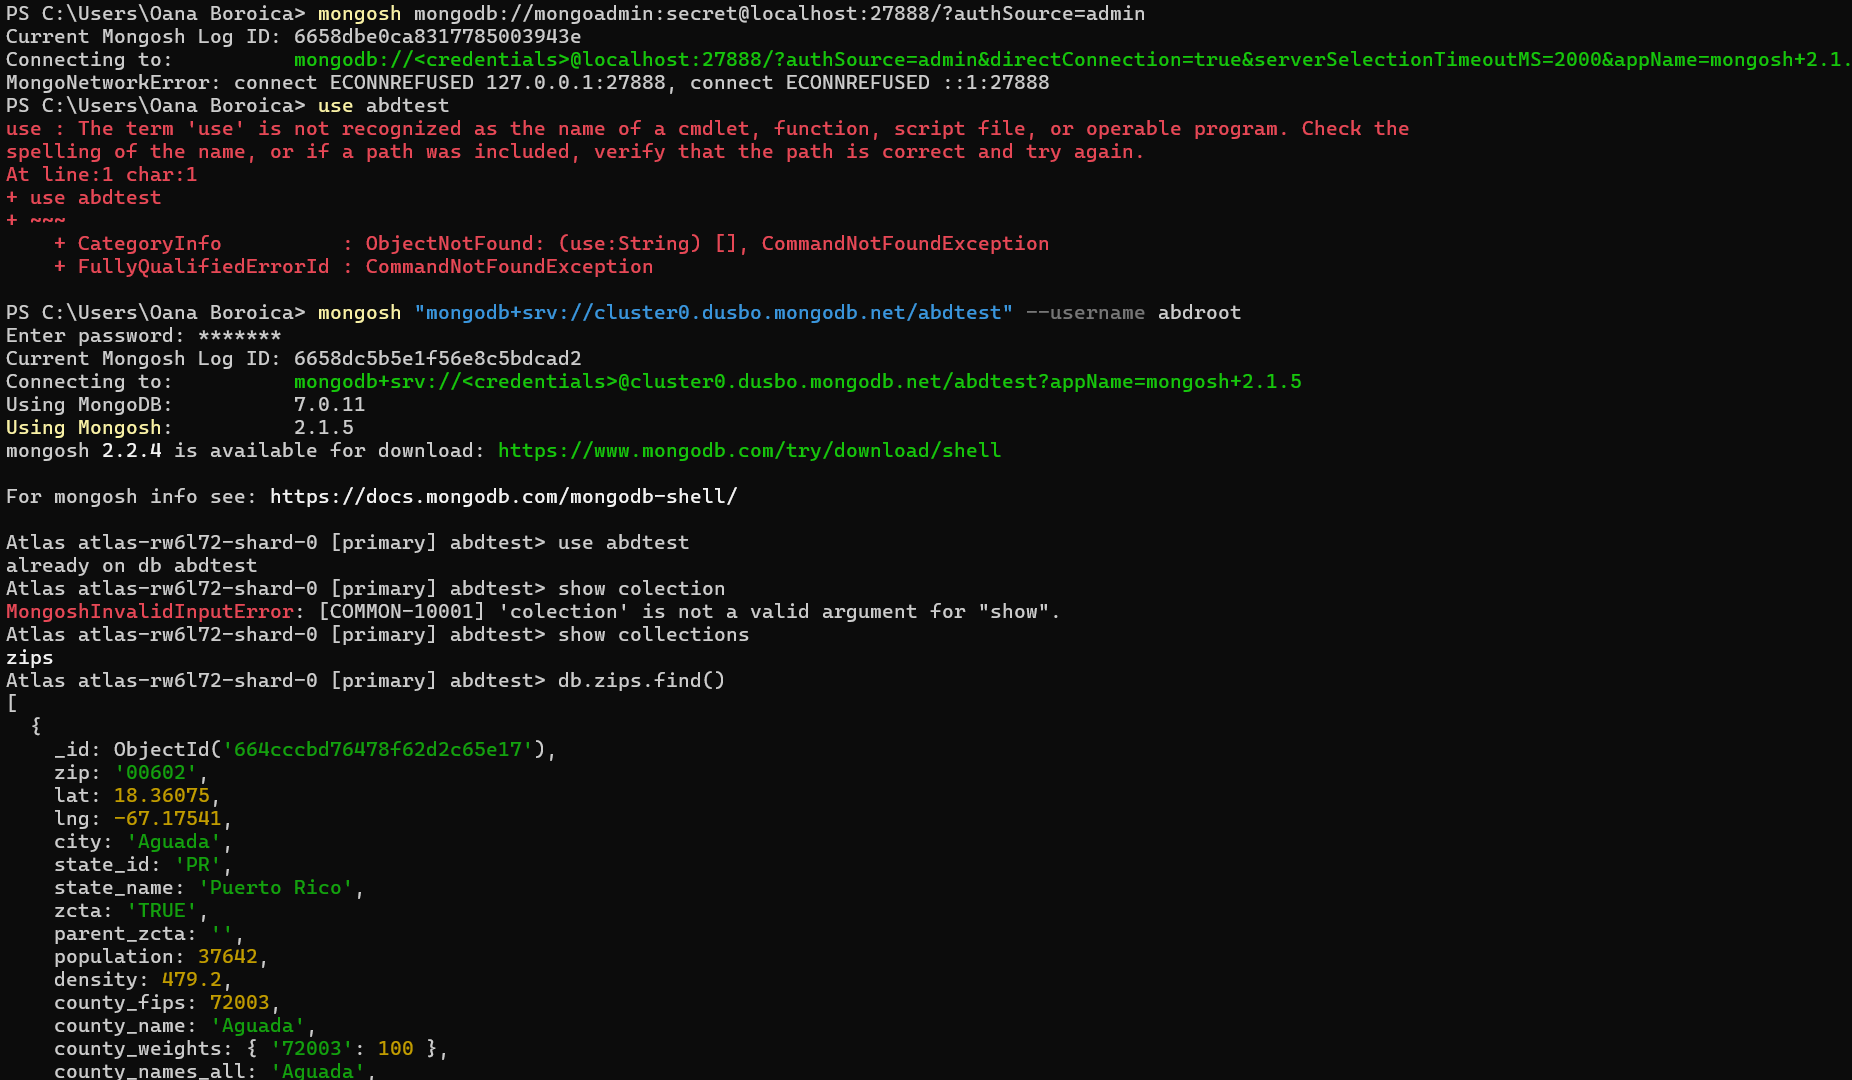 PS C:\Users\Oana Boroica> mongosh mongodb://mongoadmin:secret@localhost:27888/?authSource=admin
Current Mongosh Log ID: 6658dbe0ca8317785003943e
Connecting to:          mongodb://<credentials>@localhost:27888/?authSource=admin&directConnection=true&serverSelectionTimeoutMS=2000&appName=mongosh+2.1.
MongoNetworkError: connect ECONNREFUSED 127.0.0.1:27888, connect ECONNREFUSED ::1:27888
PS C:\Users\Oana Boroica> use abdtest
use : The term 'use' is not recognized as the name of a cmdlet, function, script file, or operable program. Check the
spelling of the name, or if a path was included, verify that the path is correct and try again.
At line:1 char:1
+ use abdtest
+ ~~~
    + CategoryInfo          : ObjectNotFound: (use:String) [], CommandNotFoundException
    + FullyQualifiedErrorId : CommandNotFoundException

PS C:\Users\Oana Boroica> mongosh "mongodb+srv://cluster0.dusbo.mongodb.net/abdtest" --username abdroot
Enter password: *******
Current Mongosh Log ID: 6658dc5b5e1f56e8c5bdcad2
Connecting to:          mongodb+srv://<credentials>@cluster0.dusbo.mongodb.net/abdtest?appName=mongosh+2.1.5
Using MongoDB:          7.0.11
Using Mongosh:          2.1.5
mongosh 2.2.4 is available for download: https://www.mongodb.com/try/download/shell

For mongosh info see: https://docs.mongodb.com/mongodb-shell/

Atlas atlas-rw6l72-shard-0 [primary] abdtest> use abdtest
already on db abdtest
Atlas atlas-rw6l72-shard-0 [primary] abdtest> show colection
MongoshInvalidInputError: [COMMON-10001] 'colection' is not a valid argument for "show".
Atlas atlas-rw6l72-shard-0 [primary] abdtest> show collections
zips
Atlas atlas-rw6l72-shard-0 [primary] abdtest> db.zips.find()
[
  {
    _id: ObjectId('664cccbd76478f62d2c65e17'),
    zip: '00602',
    lat: 18.36075,
    lng: -67.17541,
    city: 'Aguada',
    state_id: 'PR',
    state_name: 'Puerto Rico',
    zcta: 'TRUE',
    parent_zcta: '',
    population: 37642,
    density: 479.2,
    county_fips: 72003,
    county_name: 'Aguada',
    county_weights: { '72003': 100 },
    county_names_all: 'Aguada',